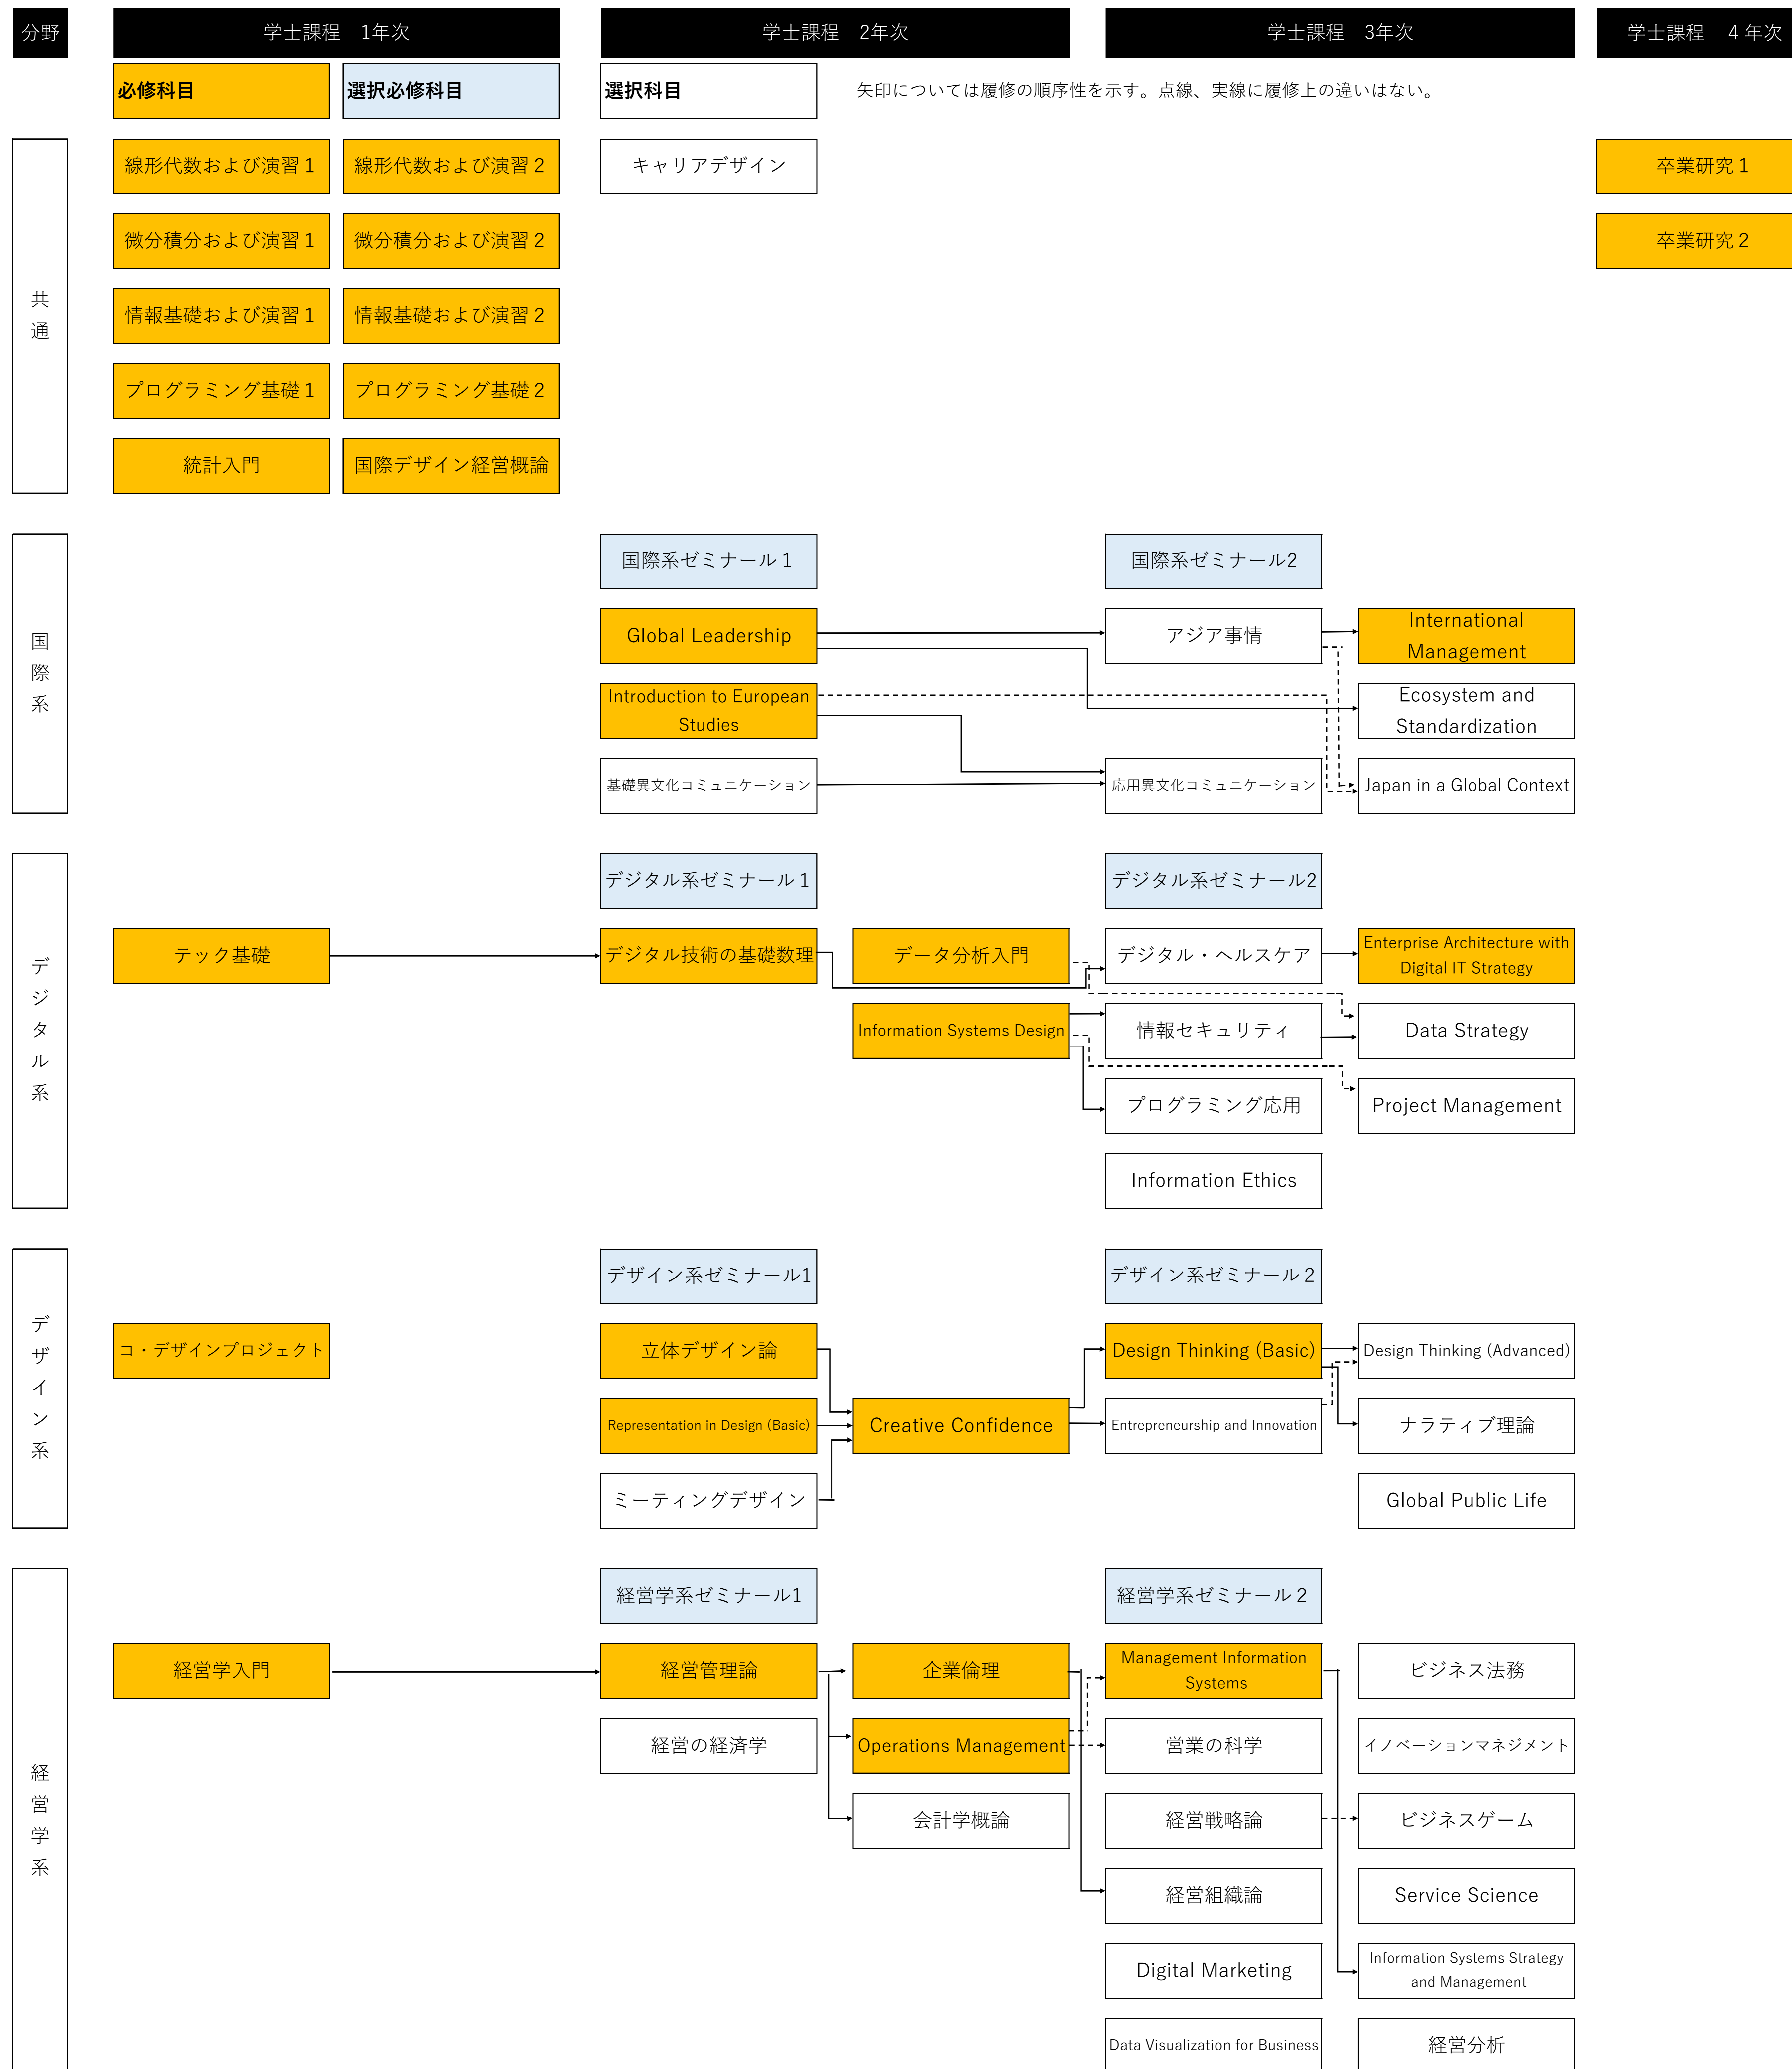 分野
学士課程　1年次
学士課程　2年次
学士課程　3年次
学士課程　４年次
必修科目
選択必修科目
選択科目
矢印については履修の順序性を示す。点線、実線に履修上の違いはない。
共通
線形代数および演習１
線形代数および演習２
キャリアデザイン
卒業研究１
微分積分および演習１
微分積分および演習２
卒業研究２
情報基礎および演習１
情報基礎および演習２
プログラミング基礎１
プログラミング基礎２
統計入門
国際デザイン経営概論
国際系
国際系ゼミナール１
国際系ゼミナール2
Global Leadership
アジア事情
International
Management
Introduction to European
Studies
Ecosystem and
Standardization
基礎異文化コミュニケーション
応用異文化コミュニケーション
Japan in a Global Context
デジタル系
デジタル系ゼミナール１
デジタル系ゼミナール2
テック基礎
デジタル技術の基礎数理
データ分析入門
デジタル・ヘルスケア
Enterprise Architecture with
Digital IT Strategy
Information Systems Design
情報セキュリティ
Data Strategy
プログラミング応用
Project Management
Information Ethics
デザイン系
デザイン系ゼミナール1
デザイン系ゼミナール２
コ・デザインプロジェクト
立体デザイン論
Design Thinking (Basic)
Design Thinking (Advanced)
Representation in Design (Basic)
Creative Confidence
Entrepreneurship and Innovation
ナラティブ理論
ミーティングデザイン
Global Public Life
経営学系
経営学系ゼミナール1
経営学系ゼミナール２
経営学入門
経営管理論
企業倫理
Management Information
Systems
ビジネス法務
経営の経済学
Operations Management
営業の科学
イノベーションマネジメント
会計学概論
経営戦略論
ビジネスゲーム
経営組織論
Service Science
Digital Marketing
Information Systems Strategy
and Management
Data Visualization for Business
経営分析